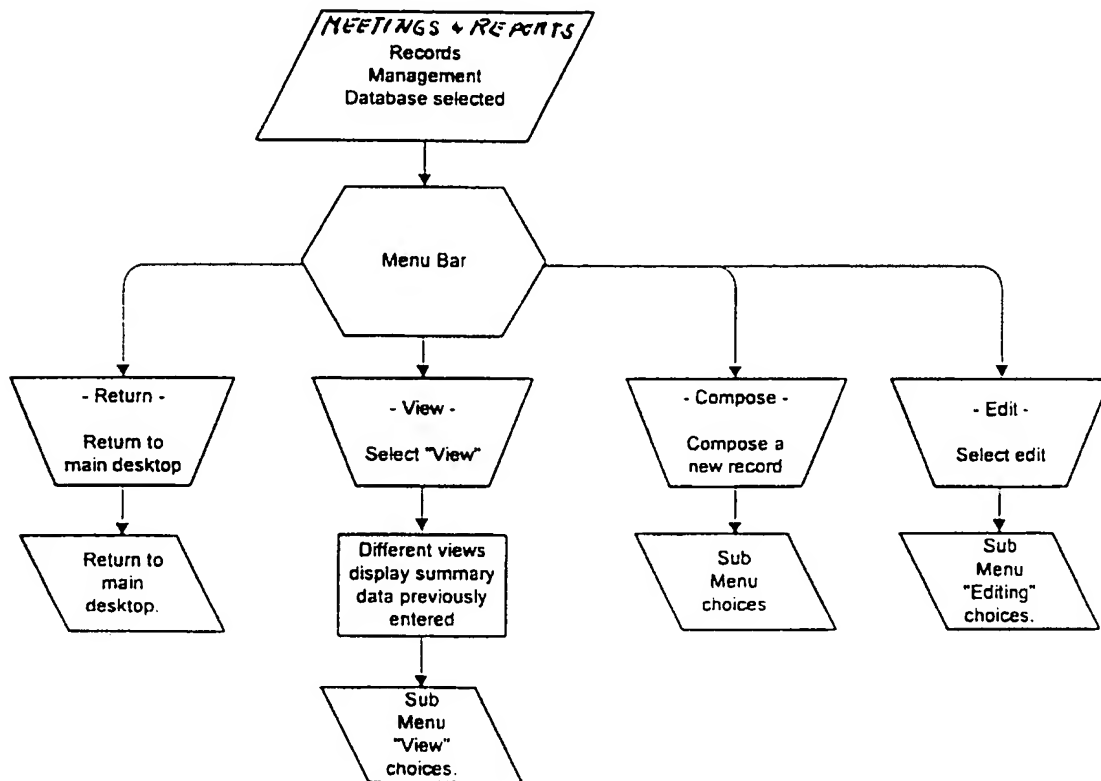 MEETINGS & REPORTS
Records
Management
Database selected
Menu Bar
- Return -
Return to
main desktop
- View -
Select "View"
- Compose -
Compose a
new record
- Edit -
Select edit
Return to
main
desktop.
Different views
display summary
data previously
entered
Sub
Menu
choices
Sub
Menu
"Editing"
choices.
Sub
Menu
"View"
choices.